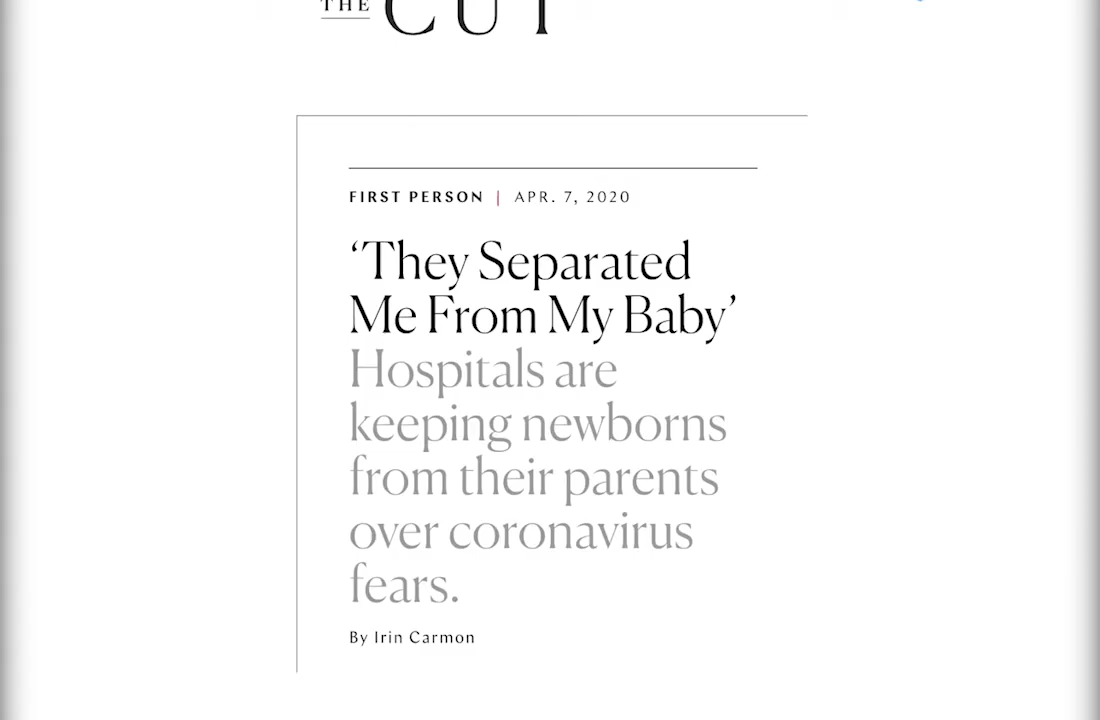 THE CUT
FIRST PERSON | APR. 7, 2020
‘They Separated
Me From My Baby’
Hospitals are
keeping newborns
from their parents
over coronavirus
fears.
By Irin Carmon